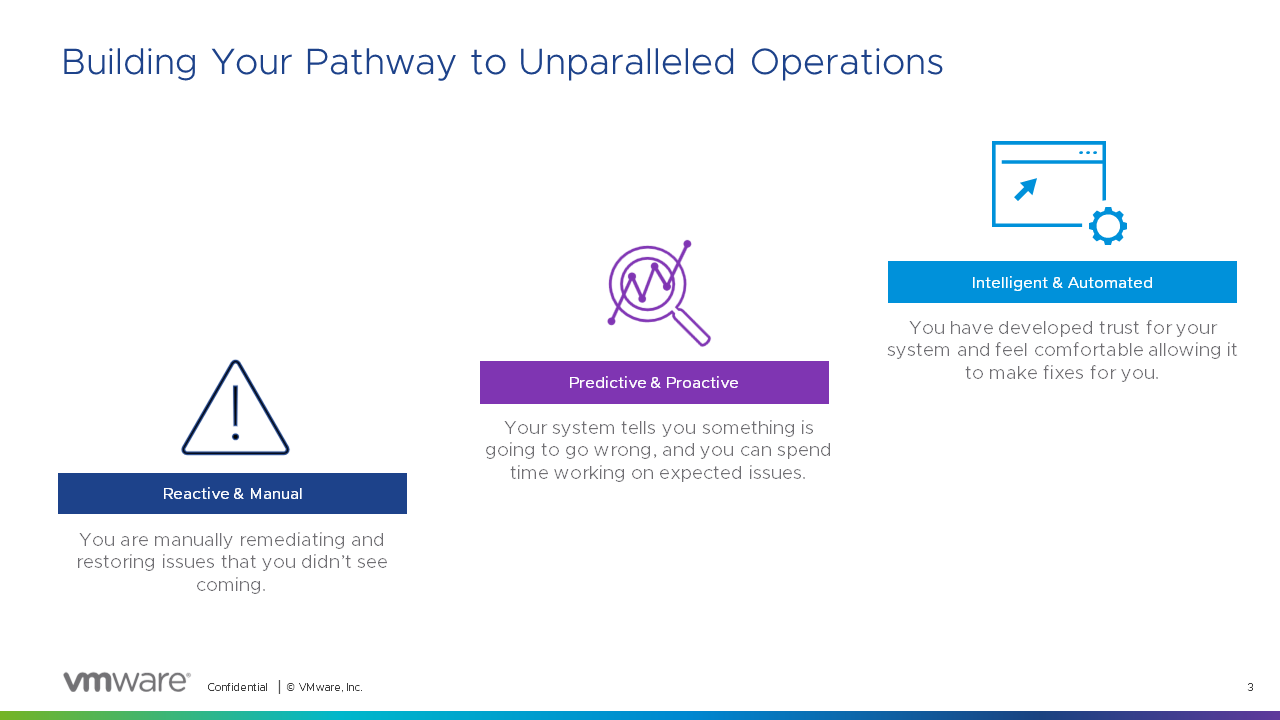 Building Your Pathway to Unparalleled Operations
Intelligent & Automated
You have developed trust for your
system and feel comfortable allowing it
to make fixes for you.
Predictive & Proactive
Your system tells you something is
going to go wrong, and you can spend
time working on expected issues.
Reactive & Manual
You are manually remediating and
restoring issues that you didn’t see
coming.
vmware® Confidential | © VMware, Inc. 3